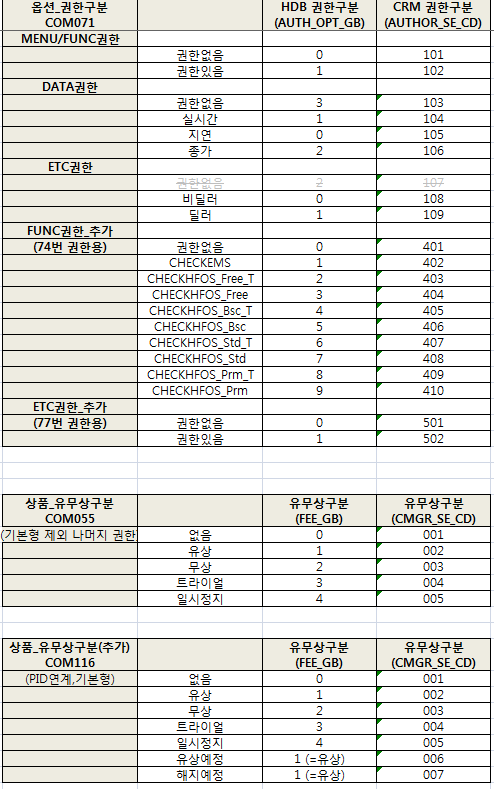 옵션_권한구분 HDB 권한구분 CRM 권한구분
COM071 (AUTH_OPT_GB) (AUTHOR_SE_CD)
MENU/FUNC권한
권한없음 0 101
권한있음 1 102
DATA권한
권한없음 3 103
실시간 1 104
지연 0 105
종가 2 106
ETC권한
권한없음 2 107
비딜러 0 108
딜러 1 109
FUNC권한_추가
(74번 권한용) 권한없음 0 401
CHECKEMS 1 402
CHECKHFOS_Free_T 2 403
CHECKHFOS_Free 3 404
CHECKHFOS_Bsc_T 4 405
CHECKHFOS_Bsc 5 406
CHECKHFOS_Std_T 6 407
CHECKHFOS_Std 7 408
CHECKHFOS_Prm_T 8 409
CHECKHFOS_Prm 9 410
ETC권한_추가
(77번 권한용) 권한없음 0 501
권한있음 1 502
상품_유무상구분 유무상구분 유무상구분
COM055 (FEE_GB) (CMGR_SE_CD)
(기본형 제외 나머지 권한) 없음 0 001
유상 1 002
무상 2 003
트라이얼 3 004
일시정지 4 005
상품_유무상구분(추가) 유무상구분 유무상구분
COM116 (FEE_GB) (CMGR_SE_CD)
(PID연계,기본형) 없음 0 001
유상 1 002
무상 2 003
트라이얼 3 004
일시정지 4 005
유상예정 1 (=유상) 006
해지예정 1 (=유상) 007